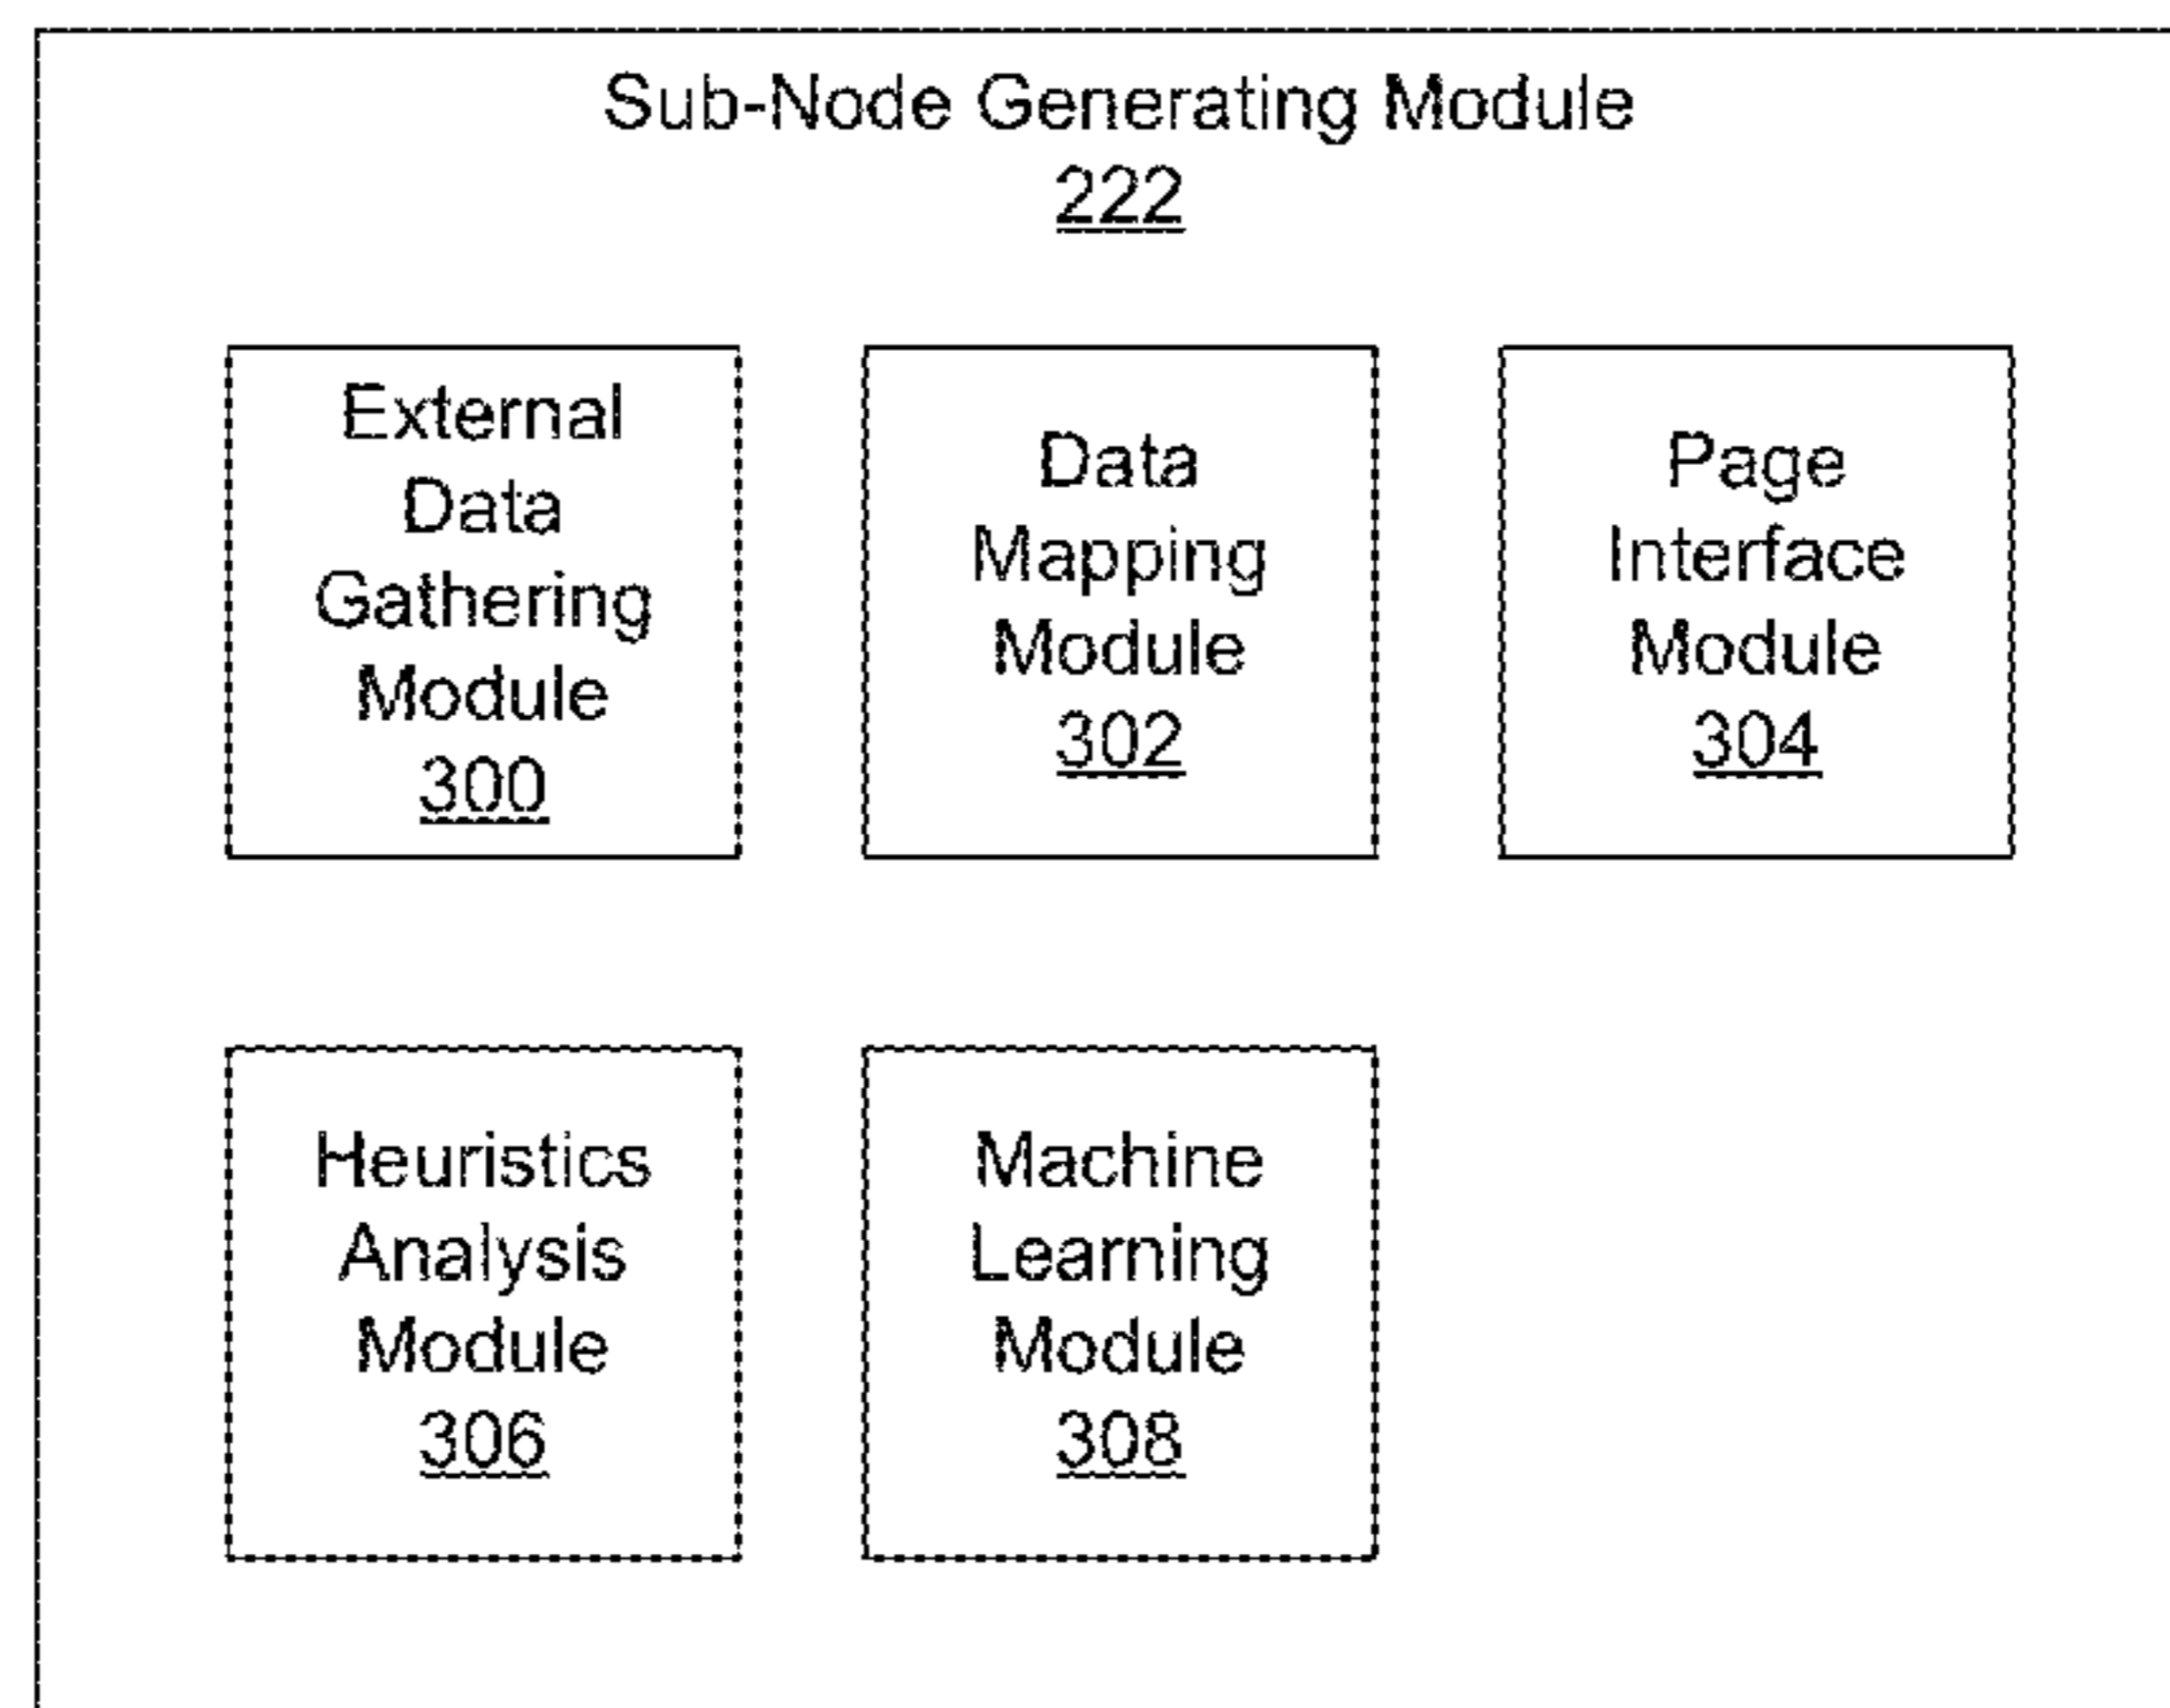 Sub-Node Generating Module
222
External
Data
Gathering
Module
300
Data
Mapping
Module
302
Page
Interface
Module
304
Heuristics
Analysis
Module
306
Machine
Learning
Module
308